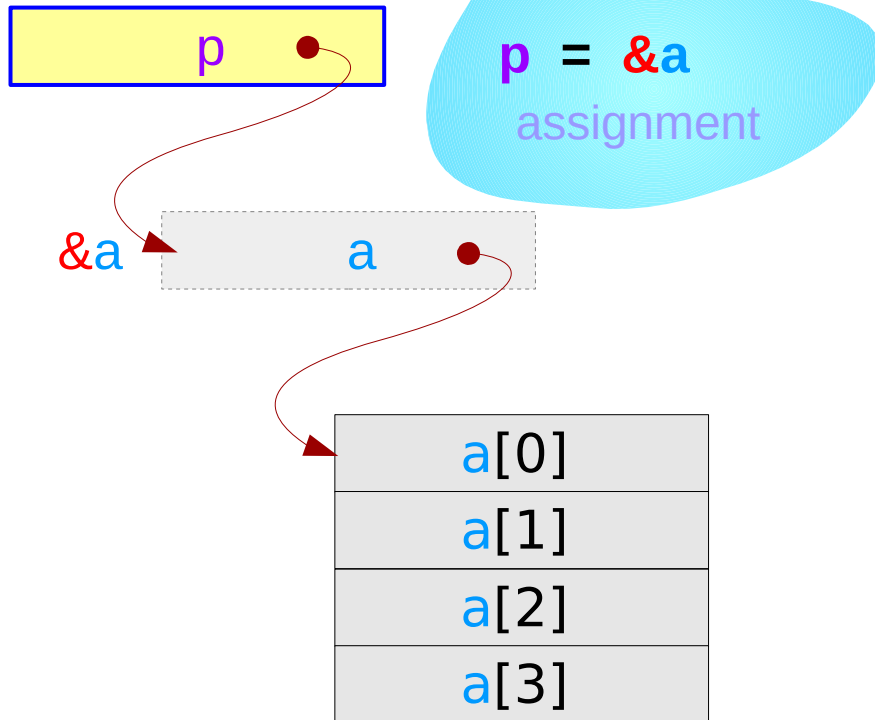 p
p = &a
assignment
&a
a
a[0]
a[1]
a[2]
a[3]